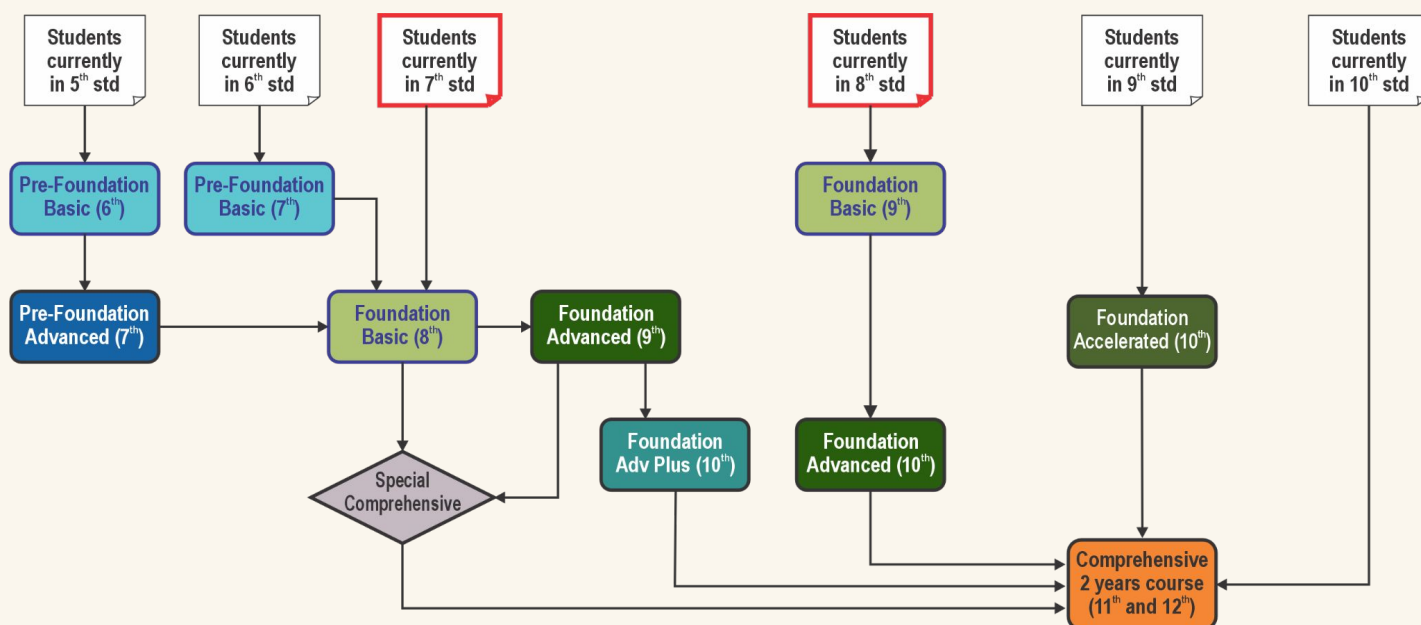 Students
currently
in 5th std
Students
currently
in 6th std
Students
currently
in 7th std
Students
currently
in 8th std
Students
currently
in 9th std
Students
currently
in 10th std
Pre-Foundation
Basic (6th)
Pre-Foundation
Basic (7th)
Foundation
Basic (9th)
Pre-Foundation
Advanced (7th)
Foundation
Basic (8th)
Foundation
Advanced (9th)
Foundation
Accelerated (10th)
Foundation
Adv Plus (10th)
Foundation
Advanced (10th)
Special
Comprehensive
Comprehensive
2 years course
(11th and 12th)